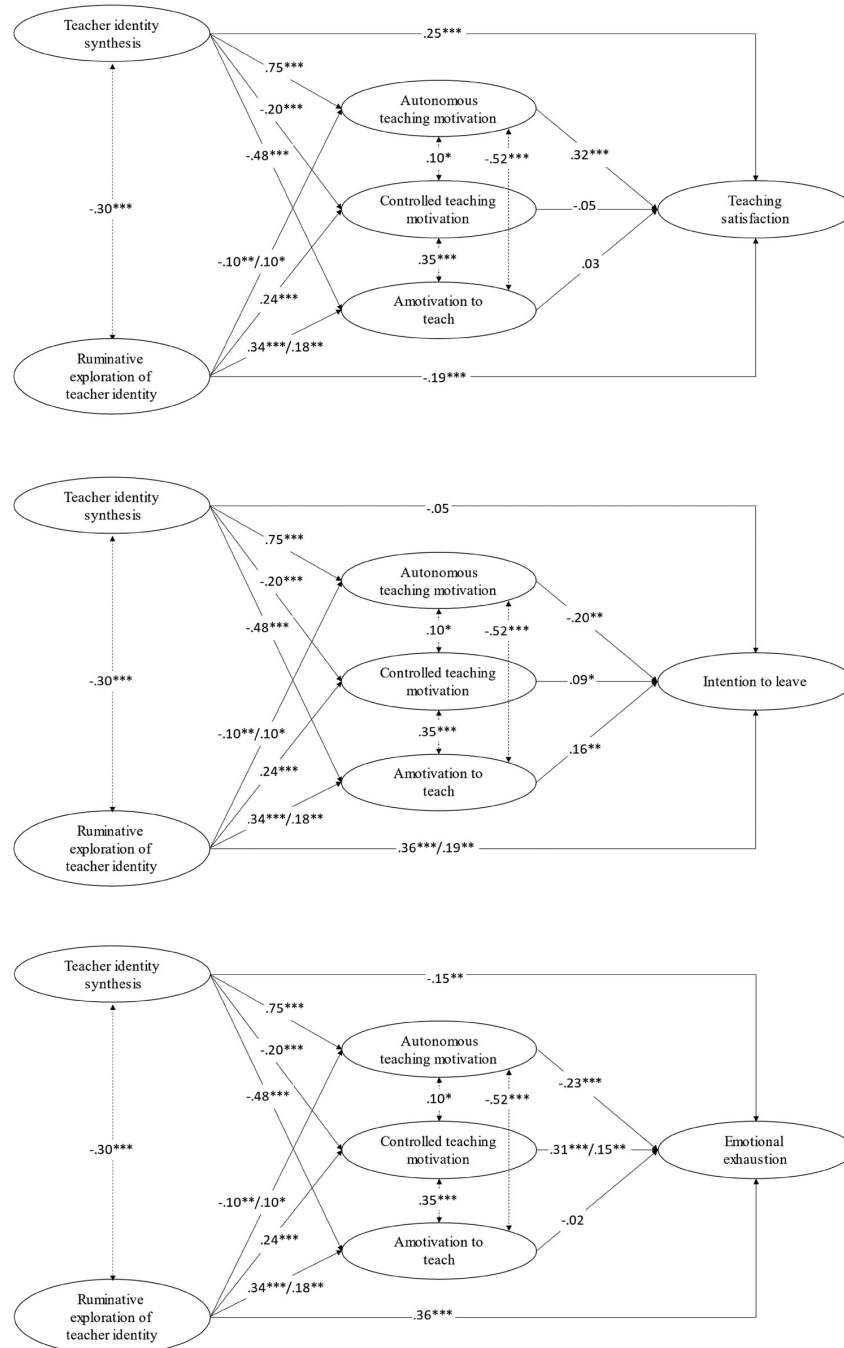 Teacher identity
synthesis
.25***
.75***
Autonomous
teaching motivation
-.20***
.10*
-.52***
.32***
-.48***
-.30***
Controlled teaching
motivation
-.05
Teaching
satisfaction
-.10**/.10*
.35***
.03
.24***
Amotivation to
teach
.34***/.18**
Ruminative
exploration of
teacher identity
-.19***
Teacher identity
synthesis
-.05
.75***
Autonomous
teaching motivation
-.20***
.10*
-.52***
-.20**
-.48***
-.30***
Controlled teaching
motivation
.09*
Intention to leave
-.10**/.10*
.35***
.16**
.24***
Amotivation to
teach
.34***/.18**
Ruminative
exploration of
teacher identity
.36***/.19**
Teacher identity
synthesis
-.15**
.75***
Autonomous
teaching motivation
-.20***
.10*
-.52***
-.23***
-.48***
-.30***
Controlled teaching
motivation
.31***/.15**
Emotional
exhaustion
-.10**/.10*
.35***
-.02
.24***
Amotivation to
teach
.34***/.18**
Ruminative
exploration of
teacher identity
.36***